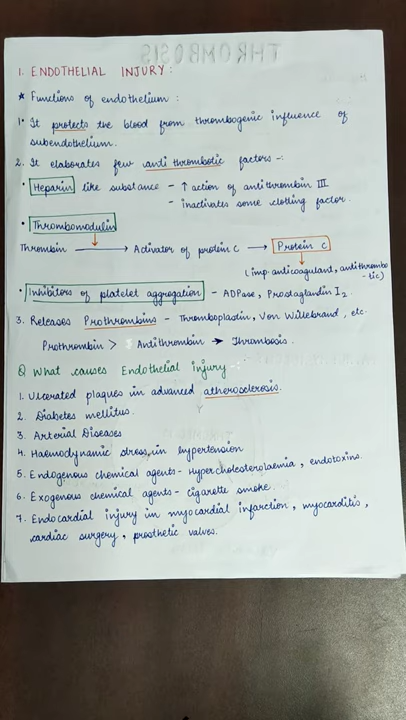 1. ENDOTHELIAL INJURY:
★ Functions of endothelium:
1. It protects the blood from thrombogenic influence of
subendothelium.
2. It elaborates few anti thrombotic factors -:
• Heparin like substance - ↑ action of antithrombin III
- inactivates some clotting factor.
• Thrombomodulin
Thrombin → Activator of protein C → Protein C
(imp. anticoagulant, antithrombo
-tic)
• Inhibitors of platelet aggregation - ADPase, Prostaglandin I2.
3. Releases Prothrombins - Thromboplastin, Von Willebrand, etc.
Prothrombin > Antithrombin → Thrombosis.
Q What causes Endothelial injury -
1. Ulcerated plaques in advanced atherosclerosis.
2. Diabetes mellitus.
3. Arterial Diseases
4. Haemodynamic stress, in hypertension
5. Endogenous chemical agents - Hypercholesterolaemia, endotoxins.
6. Exogenous chemical agents - cigarette smoke.
7. Endocardial injury in myocardial infarction, myocarditis,
cardiac surgery, prosthetic valves.